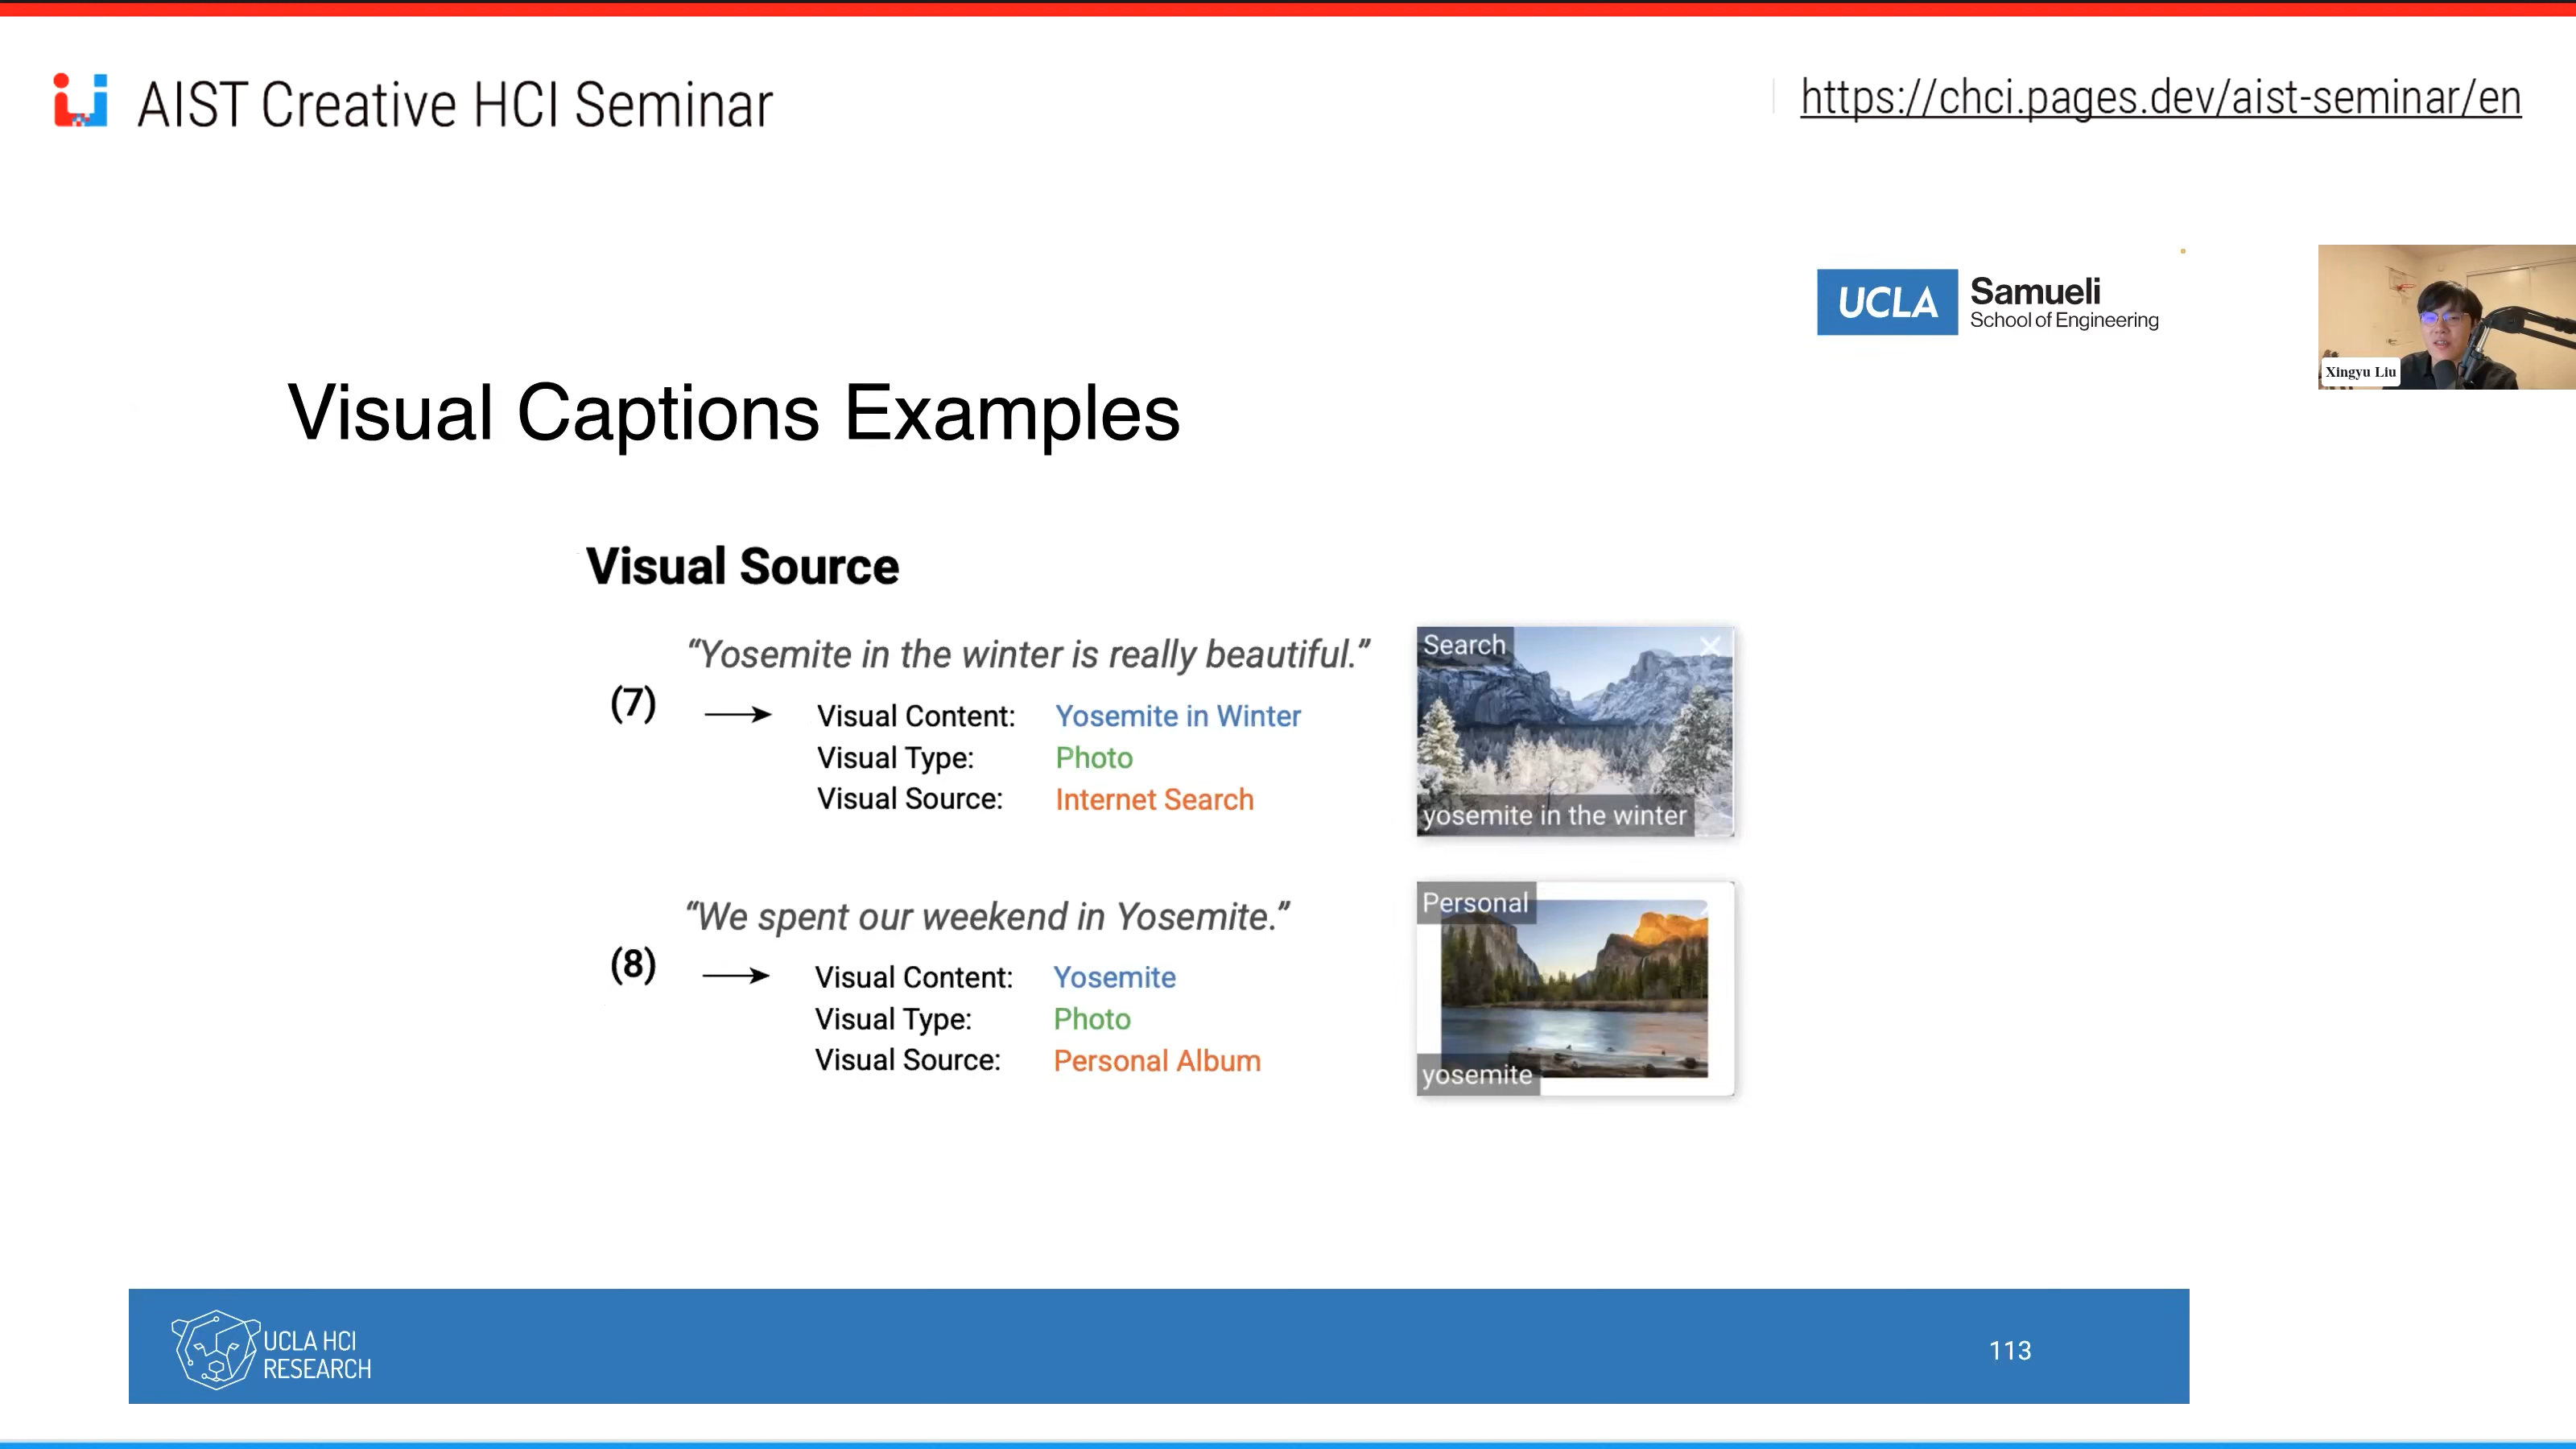 AIST Creative HCI Seminar
https://chci.pages.dev/aist-seminar/en
UCLA
Samueli
School of Engineering
Xingyu Liu
Visual Captions Examples
Visual Source
(7)
“Yosemite in the winter is really beautiful.”
Visual Content: Yosemite in Winter
Visual Type: Photo
Visual Source: Internet Search
Search
yosemite in the winter
(8)
“We spent our weekend in Yosemite.”
Visual Content: Yosemite
Visual Type: Photo
Visual Source: Personal Album
Personal
yosemite
UCLA HCI
RESEARCH
113